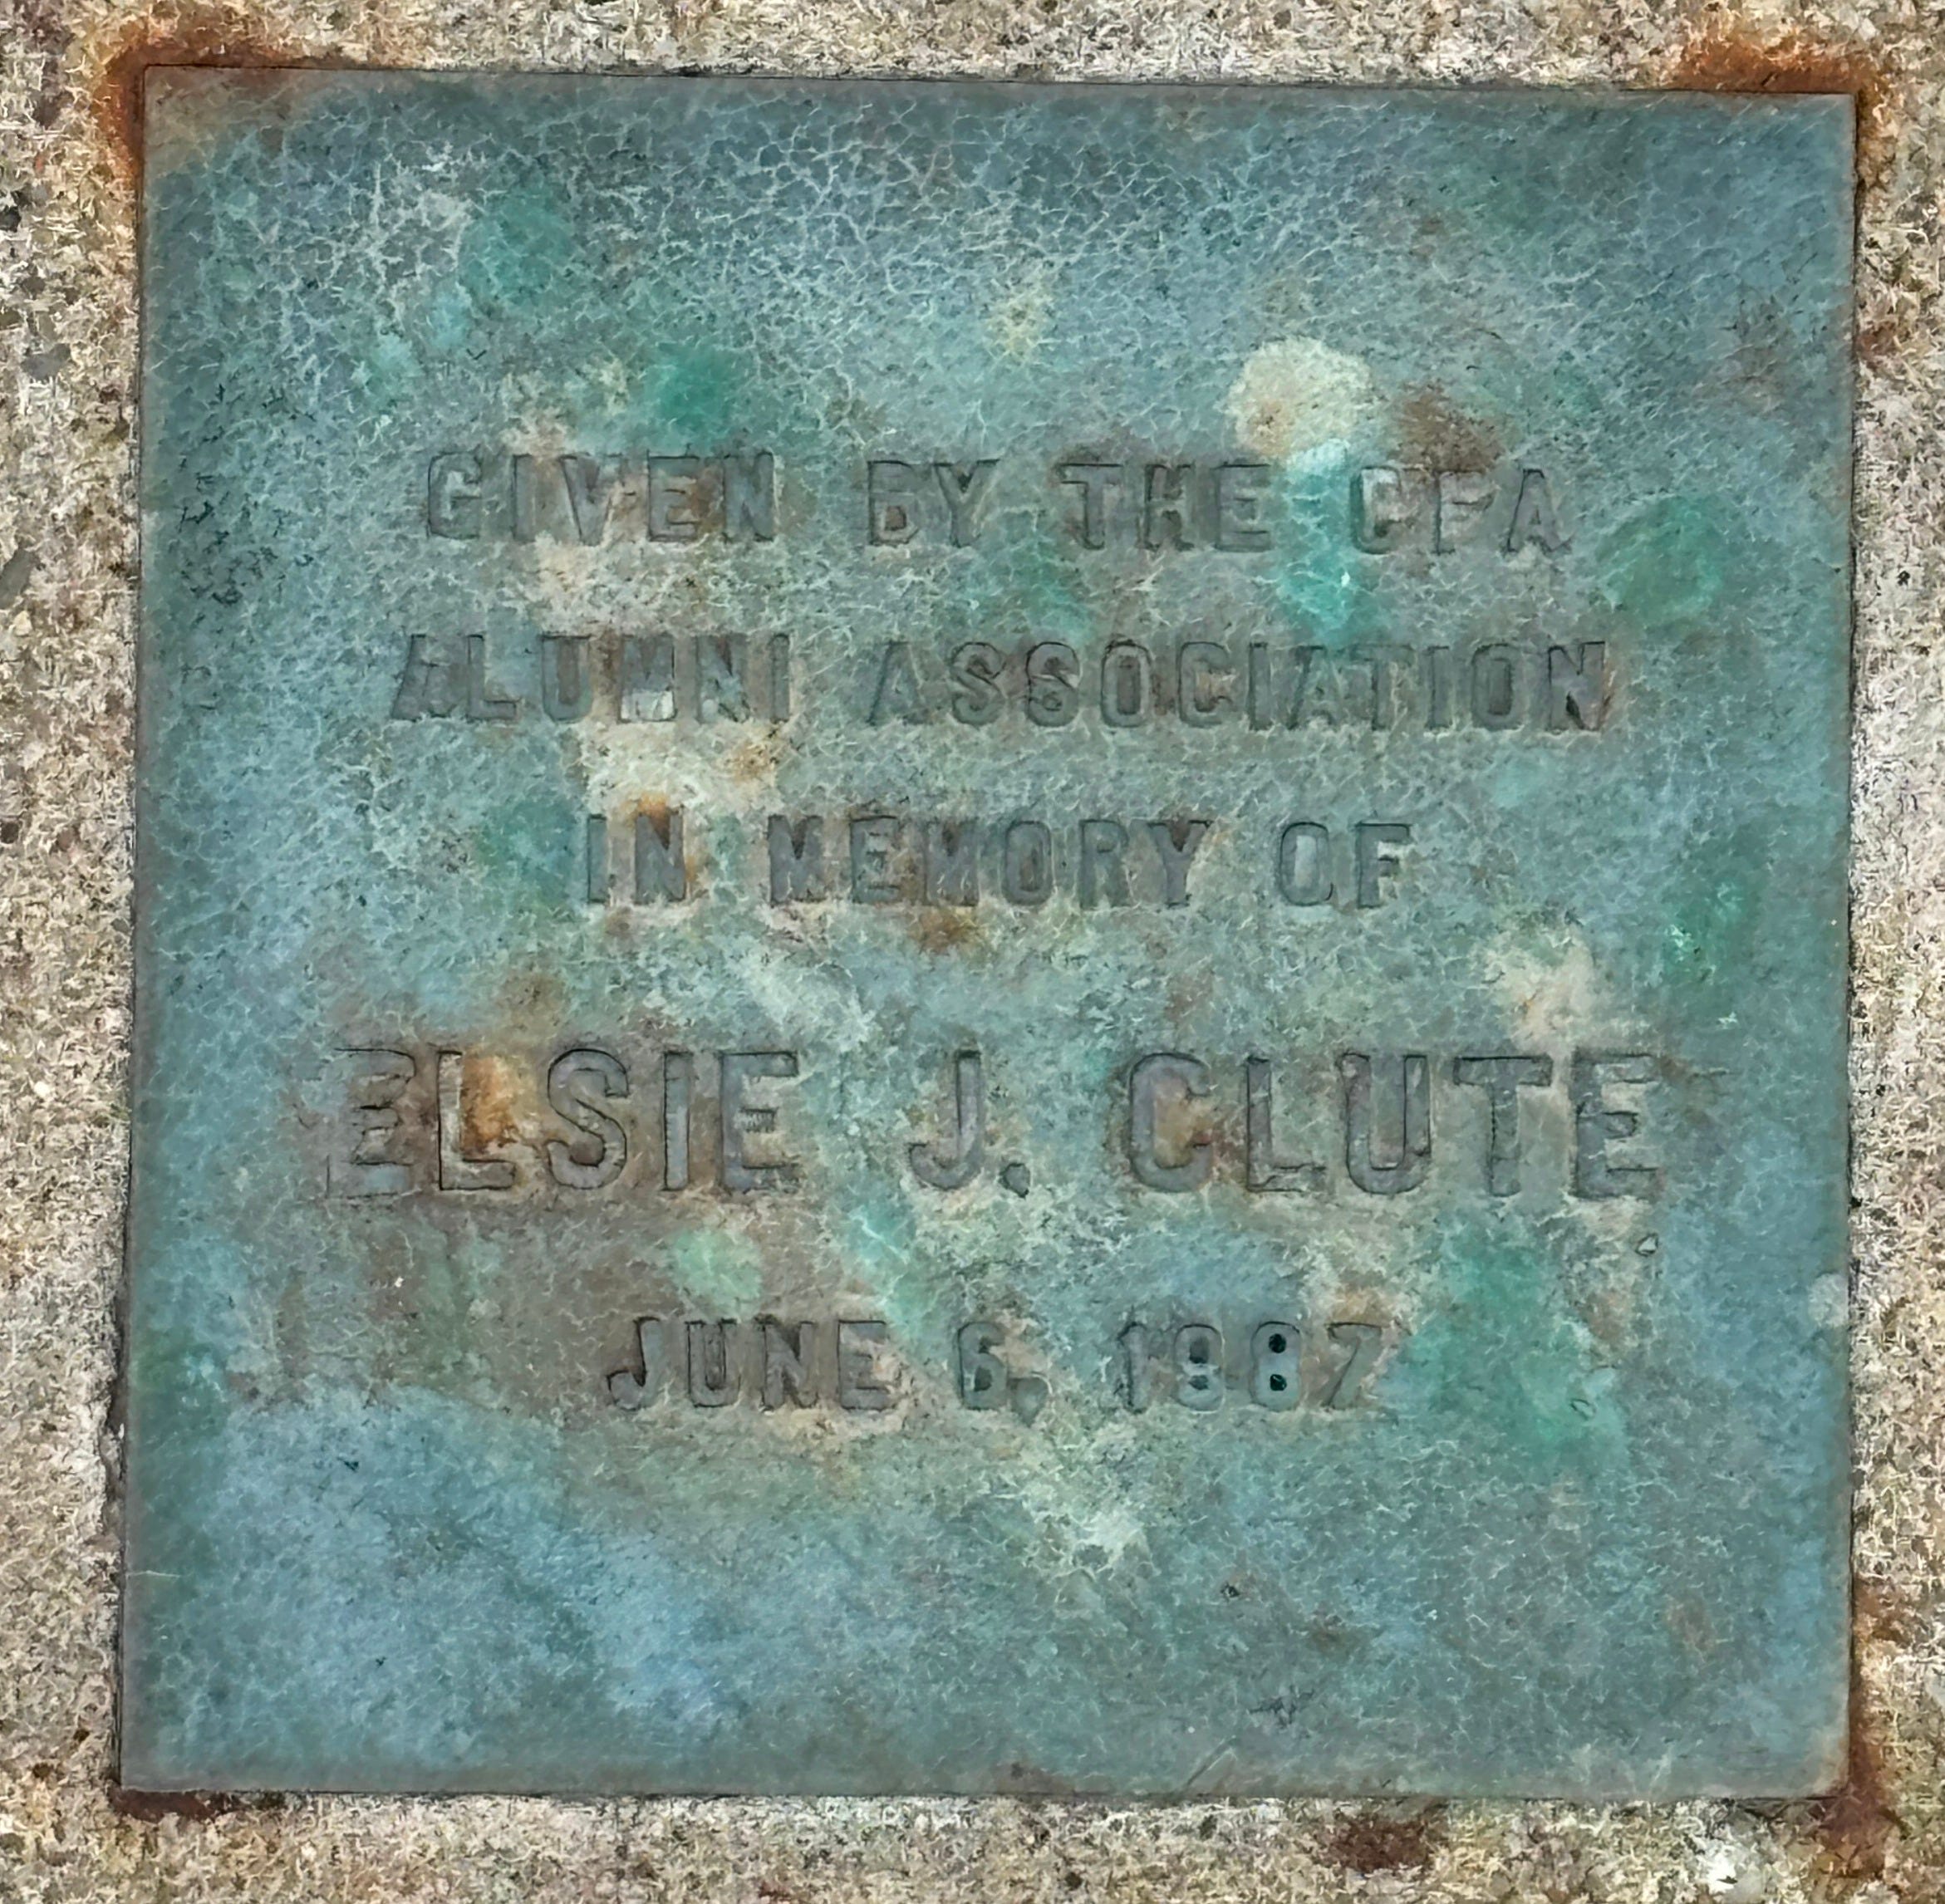 GIVEN BY THE CFA
ALUMNI ASSOCIATION
IN MEMORY OF
ELSIE J. CLUTE
JUNE 6, 1987